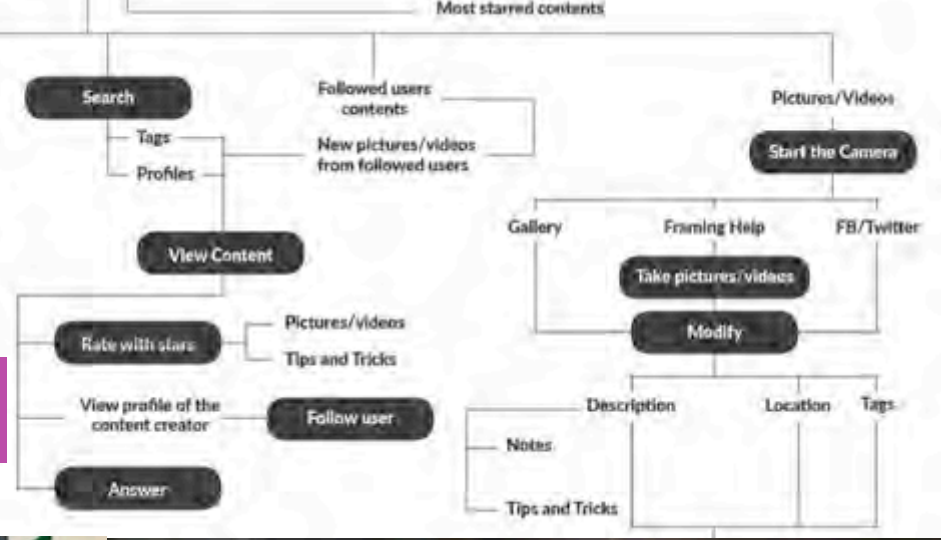 Most starred contents
Search
Followed users
contents
Pictures/Videos
Tags
New pictures/videos
from followed users
Start the Camera
Profiles
Gallery
Framing Help
FB/Twitter
View Content
Take pictures/videos
Pictures/videos
Modify
Rate with stars
Tips and Tricks
View profile of the
content creator
Follow user
Description
Location
Tags
Notes
Answer
Tips and Tricks